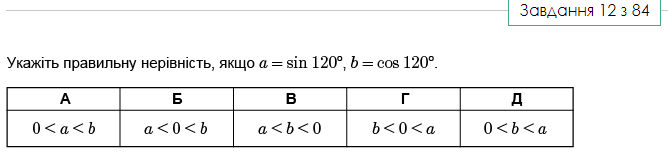 Завдання 12 з 84
Укажіть правильну нерівність, якщо a = sin 120°, b = cos 120°.
А Б В Г Д
0 < a < b a < 0 < b a < b < 0 b < 0 < a 0 < b < a